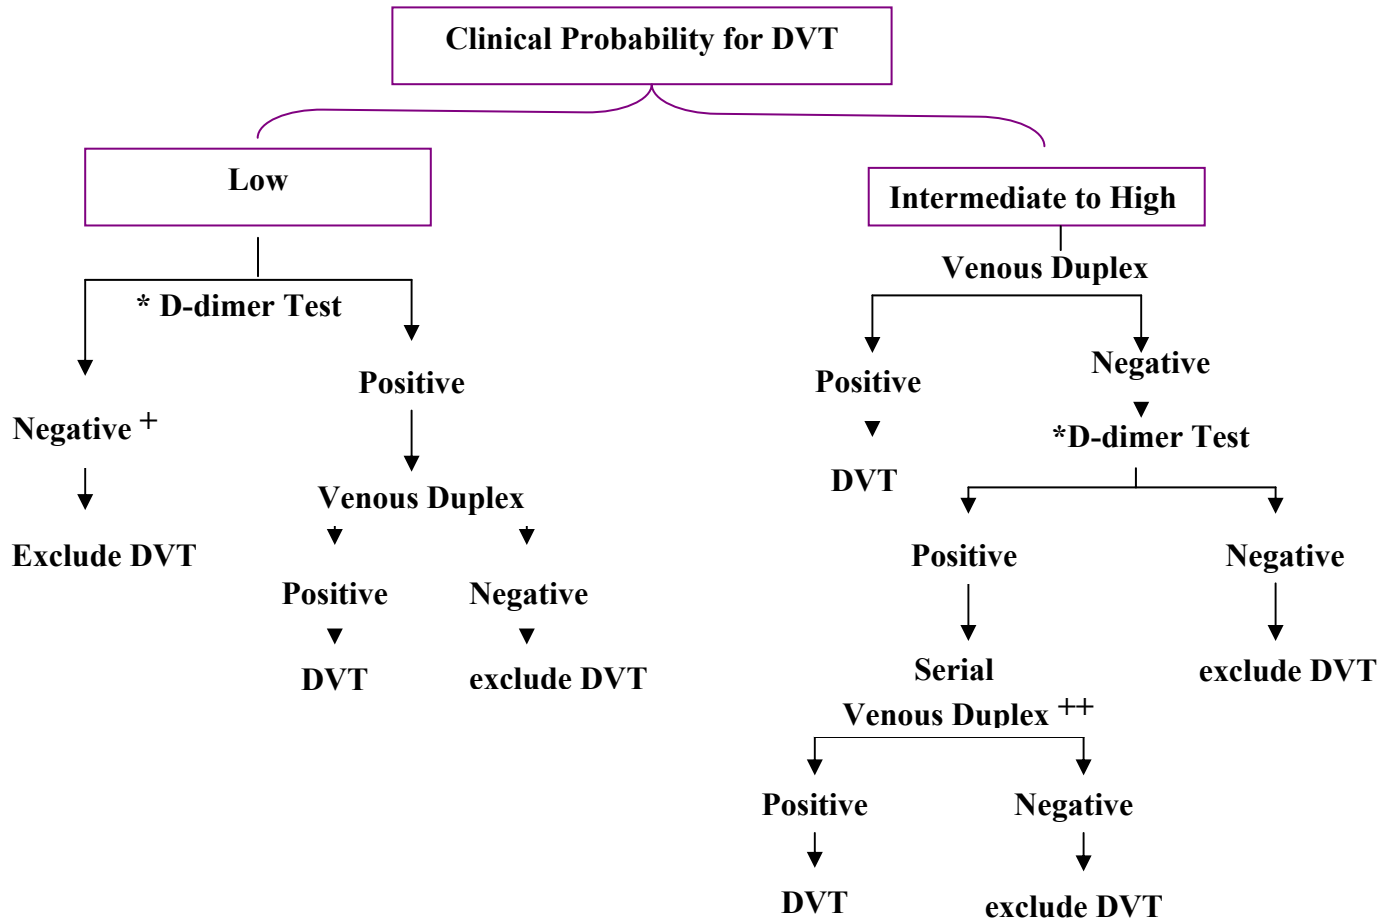 Clinical Probability for DVT
Low
* D-dimer Test
Negative +
Exclude DVT
Positive
Venous Duplex
Positive
DVT
Negative
exclude DVT
Intermediate to High
Venous Duplex
Positive
DVT
Negative
*D-dimer Test
Positive
Serial
Venous Duplex ++
Positive
DVT
Negative
exclude DVT
Negative
exclude DVT